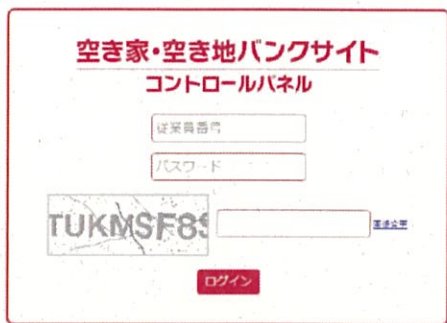 空き家・空き地バンクサイト
コントロールパネル
従業員番号
パスワード
ログイン